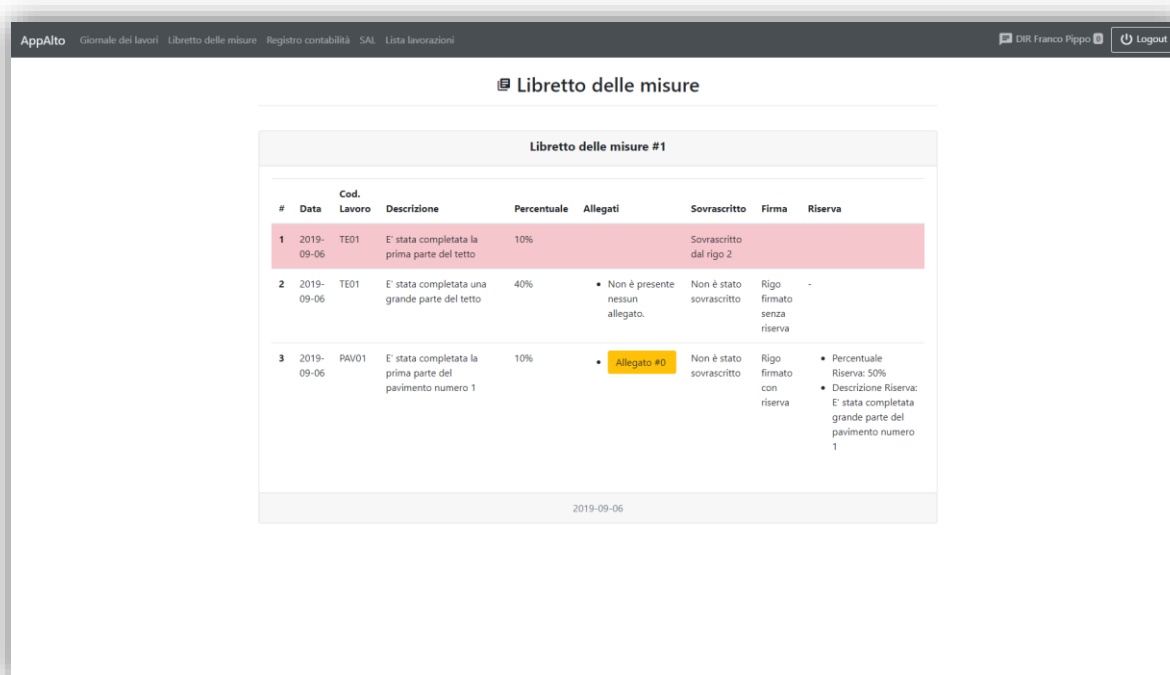 AppAlto Giornale dei lavori Libretto delle misure Registro contabilità SAL Lista lavorazioni DIR Franco Pippo 0 Logout
Libretto delle misure
Libretto delle misure #1
# Data Cod. Lavoro Descrizione Percentuale Allegati Sovrascritto Firma Riserva
1 2019-09-06 TE01 E' stata completata la prima parte del tetto 10% Sovrascritto dal rigo 2
2 2019-09-06 TE01 E' stata completata una grande parte del tetto 40% • Non è presente nessun allegato. Non è stato sovrascritto Rigo firmato senza riserva -
3 2019-09-06 PAV01 E' stata completata la prima parte del pavimento numero 1 10% • Allegato #0 Non è stato sovrascritto Rigo firmato con riserva • Percentuale Riserva: 50% • Descrizione Riserva: E' stata completata grande parte del pavimento numero 1
2019-09-06